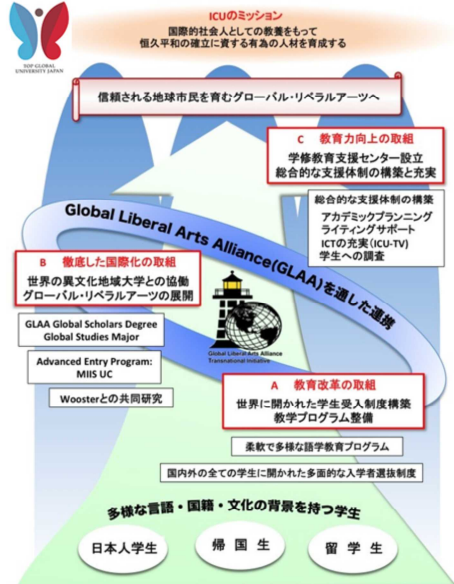 ICUのミッション
国際的社会人としての教養をもって
恒久平和の確立に資する有為の人材を育成する
TOP GLOBAL
UNIVERSITY JAPAN
信頼される地球市民を育むグローバル・リベラルアーツへ
C 教育力向上の取組
学修教育支援センター設立
総合的な支援体制の構築と充実
総合的な支援体制の構築
アカデミックプランニング
ライティングサポート
ICTの充実(ICU-TV)
学生への調査
Global Liberal Arts Alliance(GLAA)を通した連携
B 徹底した国際化の取組
世界の異文化地域大学との協働
グローバル・リベラルアーツの展開
GLAA Global Scholars Degree
Global Studies Major
Advanced Entry Program:
MIIS UC
Woosterとの共同研究
Global Liberal Arts Alliance
Transnational Initiative
A 教育改革の取組
世界に開かれた学生受入制度構築
教学プログラム整備
柔軟で多様な語学教育プログラム
国内外の全ての学生に開かれた多面的な入学者選抜制度
多様な言語・国籍・文化の背景を持つ学生
日本人学生
帰国生
留学生